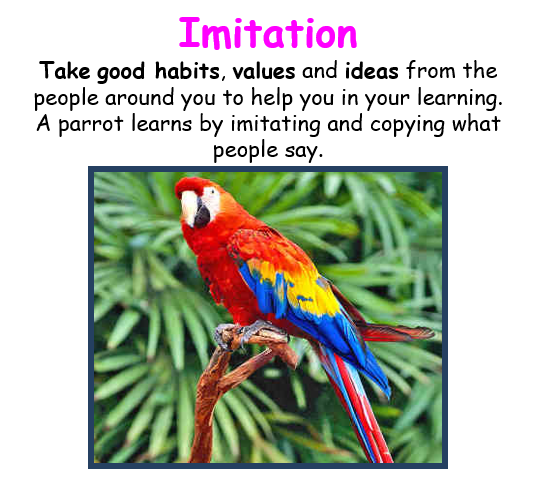 Imitation
Take good habits, values and ideas from the
people around you to help you in your learning.
A parrot learns by imitating and copying what
people say.